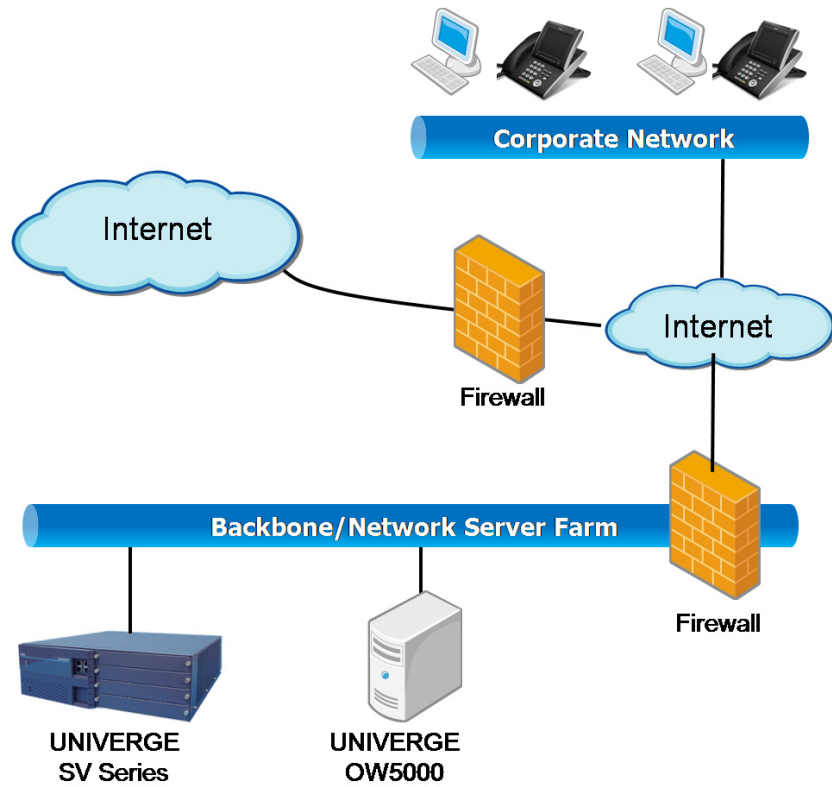 Corporate Network
Internet
Internet
Firewall
Backbone/Network Server Farm
Firewall
UNIVERGE
SV Series
UNIVERGE
OW5000